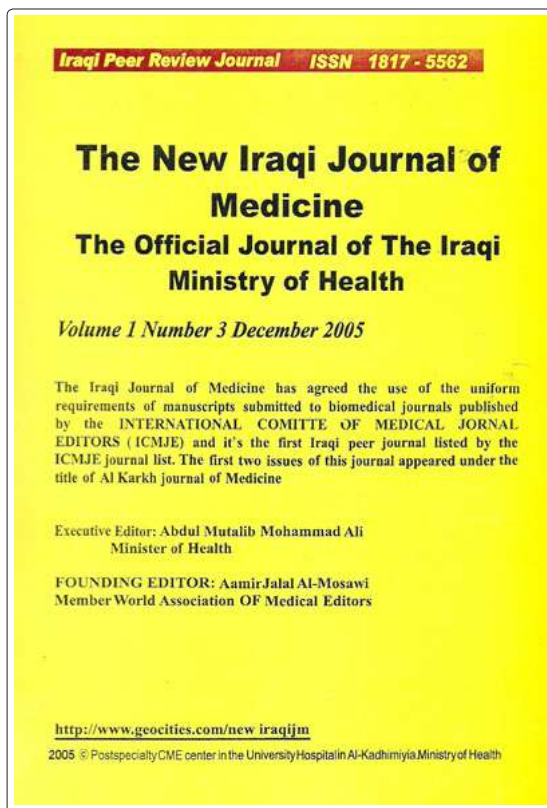 Iraqi Peer Review Journal ISSN 1817 - 5562
The New Iraqi Journal of
Medicine
The Official Journal of The Iraqi
Ministry of Health
Volume 1 Number 3 December 2005
The Iraqi Journal of Medicine has agreed the use of the uniform
requirements of manuscripts submitted to biomedical journals published
by the INTERNATIONAL COMITTE OF MEDICAL JORNAL
EDITORS ( ICMJE) and it's the first Iraqi peer journal listed by the
ICMJE journal list. The first two issues of this journal appeared under the
title of Al Karkh journal of Medicine
Executive Editor: Abdul Mutalib Mohammad Ali
Minister of Health
FOUNDING EDITOR: AamirJalal Al-Mosawi
Member World Association OF Medical Editors
http://www.geocities.com/new iraqijm
2005 © Postspecialty CME center in the University Hospital in Al-Kadhimiyia.Ministry of Health